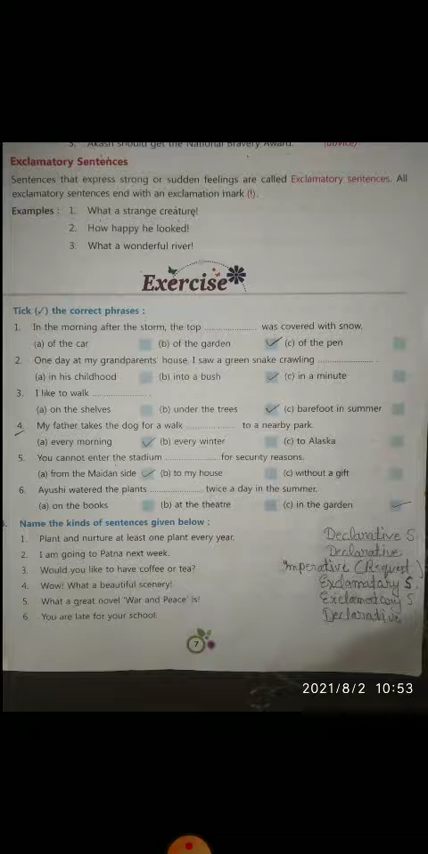 3. Akash should get the National Bravery Award. (advice)
Exclamatory Sentences
Sentences that express strong or sudden feelings are called Exclamatory sentences. All
exclamatory sentences end with an exclamation mark (!).
Examples : 1. What a strange creature!
2. How happy he looked!
3. What a wonderful river!
Exercise
Tick (✓) the correct phrases :
1. In the morning after the storm, the top .................... was covered with snow.
(a) of the car (b) of the garden ✓ (c) of the pen
2. One day at my grandparents' house, I saw a green snake crawling .................... .
(a) in his childhood (b) into a bush ✓ (c) in a minute
3. I like to walk .................... .
(a) on the shelves (b) under the trees ✓ (c) barefoot in summer
4. My father takes the dog for a walk .................... to a nearby park.
(a) every morning ✓ (b) every winter (c) to Alaska
5. You cannot enter the stadium .................... for security reasons.
(a) from the Maidan side ✓ (b) to my house (c) without a gift
6. Ayushi watered the plants .................... twice a day in the summer.
(a) on the books (b) at the theatre (c) in the garden ✓
Name the kinds of sentences given below :
1. Plant and nurture at least one plant every year. Declarative S.
2. I am going to Patna next week. Declarative
3. Would you like to have coffee or tea? Imperative (Request)
4. Wow! What a beautiful scenery! Exclamatary S.
5. What a great novel 'War and Peace' is! Exclamatory S
6. You are late for your school. Declarative
7
2021/8/2 10:53